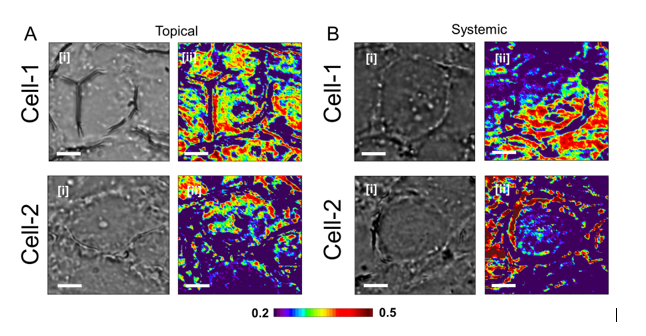 A
Topical
B
Systemic
Cell-1
[i]
[ii]
Cell-1
[i]
[ii]
Cell-2
[i]
[ii]
Cell-2
[i]
[ii]
0.2
0.5